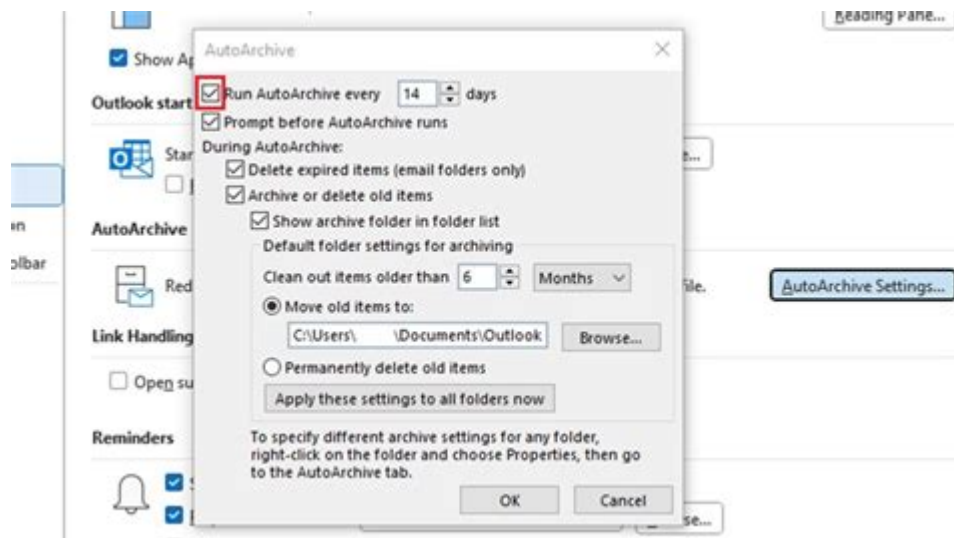 Reading Pane...
Show Ap
AutoArchive
Run AutoArchive every 14 days
Outlook start
Prompt before AutoArchive runs
During AutoArchive:
Star
Delete expired items (email folders only)
Archive or delete old items
Show archive folder in folder list
AutoArchive
Default folder settings for archiving
olbar
Clean out items older than 6 Months
Red
file.
AutoArchive Settings...
Move old items to:
C:\Users\ \Documents\Outlook Browse...
Link Handling
Permanently delete old items
Open su
Apply these settings to all folders now
Reminders
To specify different archive settings for any folder,
right-click on the folder and choose Properties, then go
to the AutoArchive tab.
OK Cancel